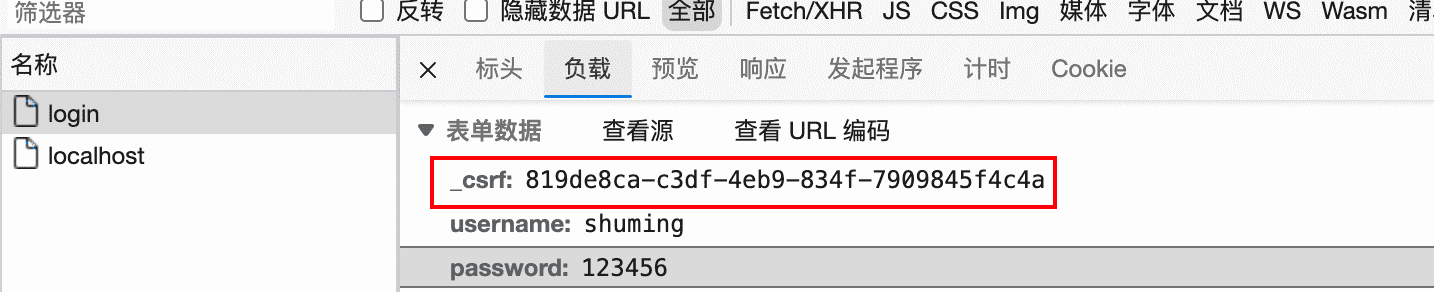 筛选器 反转 隐藏数据 URL 全部 Fetch/XHR JS CSS Img 媒体 字体 文档 WS Wasm
名称
标头 负载 预览 响应 发起程序 计时 Cookie
login
localhost
表单数据 查看源 查看 URL 编码
_csrf: 819de8ca-c3df-4eb9-834f-7909845f4c4a
username: shuming
password: 123456